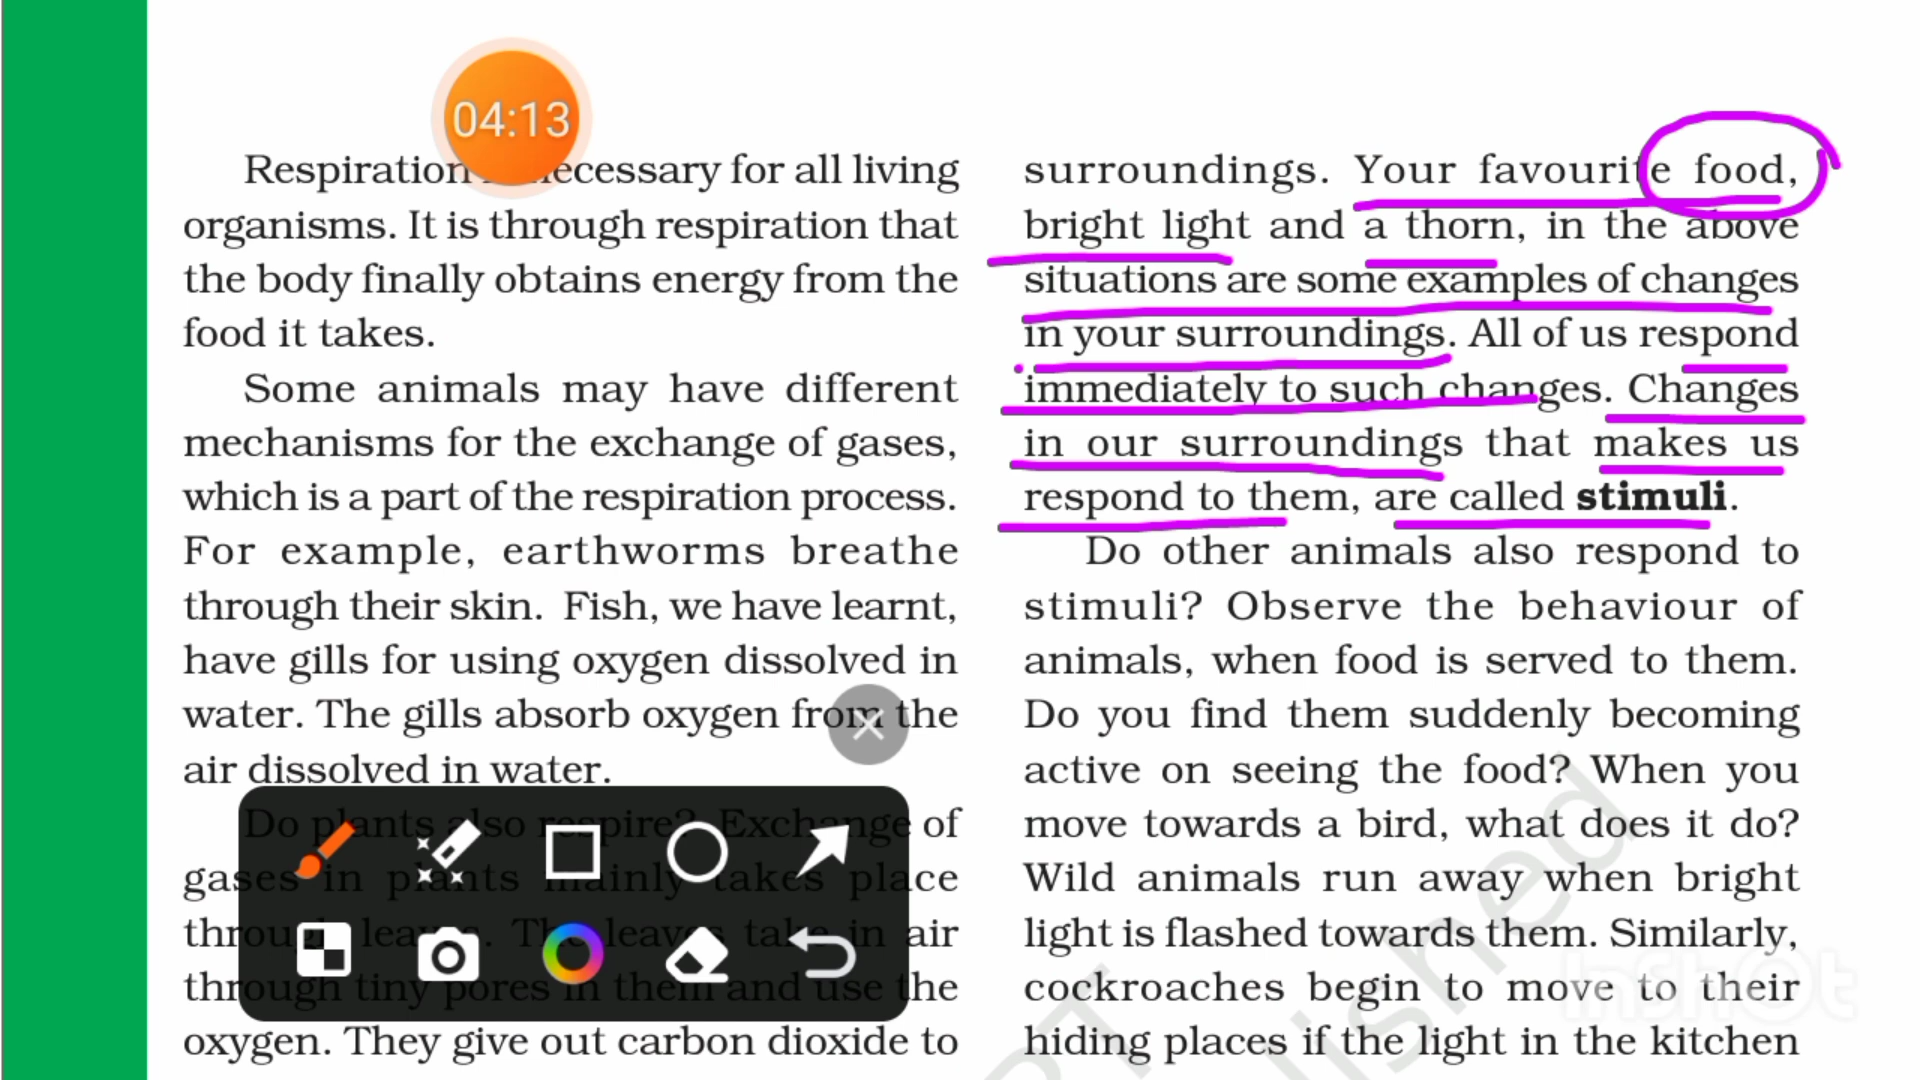 04:13
Respiration ecessary for all living
organisms. It is through respiration that
the body finally obtains energy from the
food it takes.
Some animals may have different
mechanisms for the exchange of gases,
which is a part of the respiration process.
For example, earthworms breathe
through their skin. Fish, we have learnt,
have gills for using oxygen dissolved in
water. The gills absorb oxygen from the
air dissolved in water.
Do plants also respire? Exchange of
gases in plants mainly takes place
through leaves. The leaves take in air
through tiny pores in them and use the
oxygen. They give out carbon dioxide to
surroundings. Your favourite food,
bright light and a thorn, in the above
situations are some examples of changes
in your surroundings. All of us respond
immediately to such changes. Changes
in our surroundings that makes us
respond to them, are called stimuli.
Do other animals also respond to
stimuli? Observe the behaviour of
animals, when food is served to them.
Do you find them suddenly becoming
active on seeing the food? When you
move towards a bird, what does it do?
Wild animals run away when bright
light is flashed towards them. Similarly,
cockroaches begin to move to their
hiding places if the light in the kitchen
InShOt